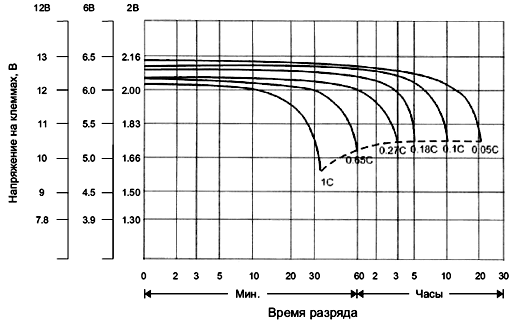 12В 6В 2В
13 6.5 2.16
12 6.0 2.00
11 5.5 1.83
10 5.0 1.66
9 4.5 1.50
7.8 3.9 1.30
Напряжение на клеммах, В
1C 0.65C 0.27C 0.18C 0.1C 0.05C
0 2 3 5 10 20 30 60 2 3 5 10 20 30
Мин. Часы
Время разряда